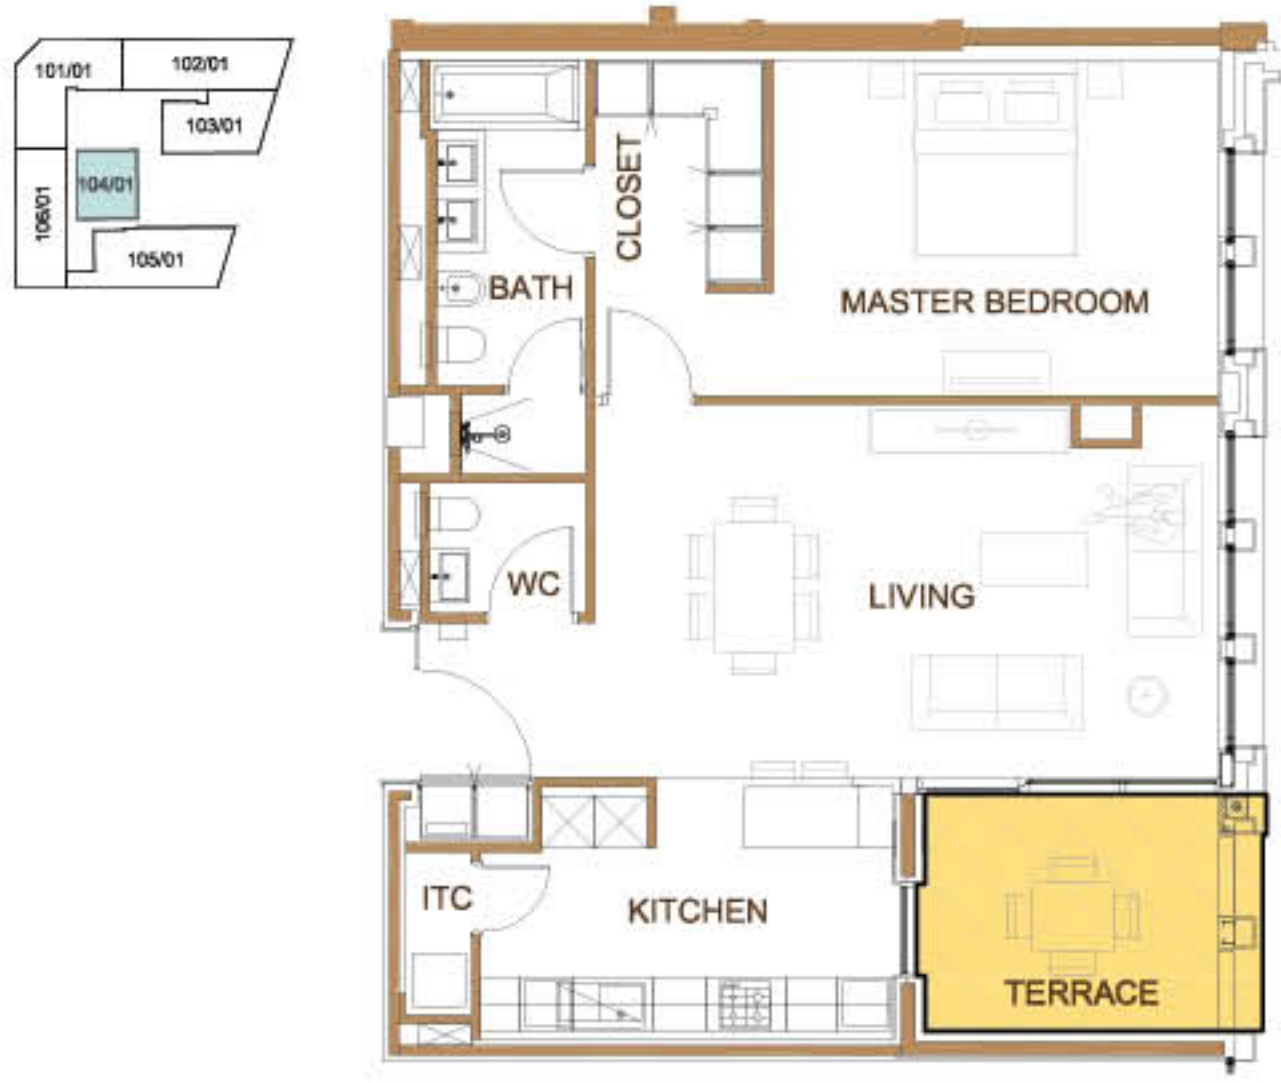 101/01
102/01
103/01
104/01
106/01
105/01
CLOSET
BATH
MASTER BEDROOM
WC
LIVING
ITC
KITCHEN
TERRACE